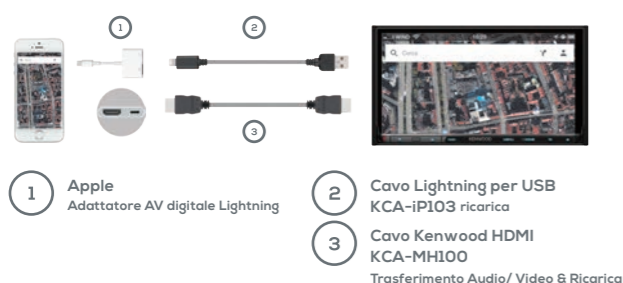 1
2
3
Cerca
1
Apple
Adattatore AV digitale Lightning
2
Cavo Lightning per USB
KCA-iP103 ricarica
3
Cavo Kenwood HDMI
KCA-MH100
Trasferimento Audio/ Video & Ricarica